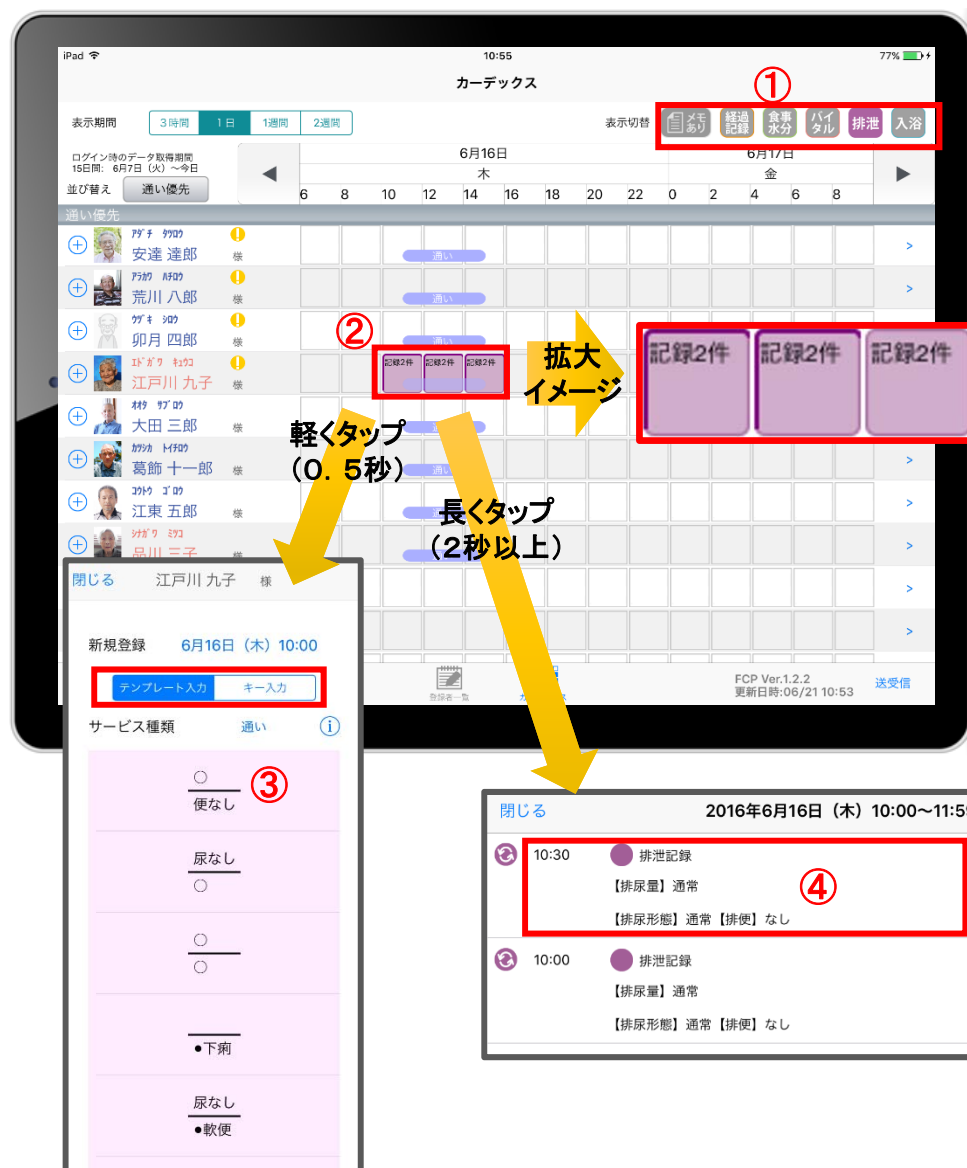 iPad 10:55 77%
カーデックス
①
表示期間 3時間 1日 1週間 2週間 表示切替 メモあり 経過記録 食事水分 バイタル 排泄 入浴
ログイン時のデータ取得期間
15日間: 6月7日（火）～今日
6月16日 6月17日
木 金
並び替え 通い優先
6 8 10 12 14 16 18 20 22 0 2 4 6 8
通い優先
ｱﾀﾞﾁ ﾀﾂﾛｳ
安達 達郎 様 通い
ｱﾗｶﾜ ﾊﾁﾛｳ
荒川 八郎 様 通い
ｳﾂﾞｷ ｼﾛｳ
卯月 四郎 様 通い
②
ｴﾄﾞｶﾞﾜ ｷｭｳｺ
江戸川 九子 様
記録2件 記録2件 記録2件
拡大
イメージ
記録2件 記録2件 記録2件
ｵｵﾀ ｻﾌﾞﾛｳ
大田 三郎 様
ｶﾂｼｶ ﾄｲﾁﾛｳ
葛飾 十一郎 様 通い
ｺｳﾄｳ ｺﾞﾛｳ
江東 五郎 様
ｼﾅｶﾞﾜ ﾐﾂｺ
品川 三子 様
軽くタップ
（0．5秒）
長くタップ
（2秒以上）
登録者一覧
FCP Ver.1.2.2
更新日時:06/21 10:53
送受信
閉じる 江戸川 九子 様
新規登録 6月16日（木）10:00
テンプレート入力 キー入力
サービス種類 通い
③
○
便なし
尿なし
○
○
○
●下痢
尿なし
●軟便
閉じる 2016年6月16日（木）10:00～11:59
10:30 排泄記録
【排尿量】通常
【排尿形態】通常【排便】なし
④
10:00 排泄記録
【排尿量】通常
【排尿形態】通常【排便】なし